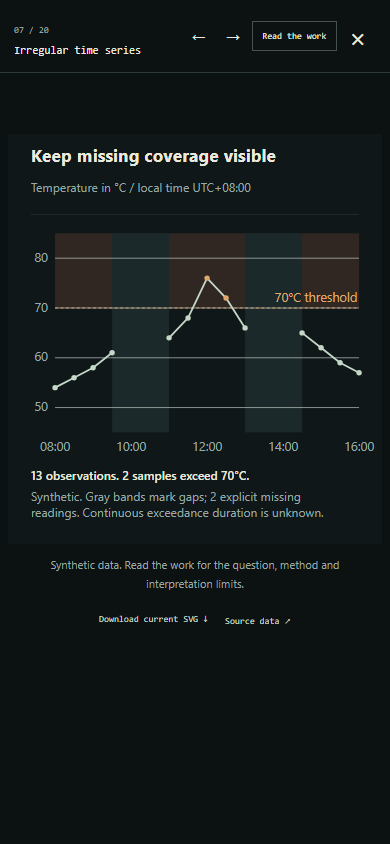 07 / 20
Irregular time series
← → Read the work ✕
Keep missing coverage visible
Temperature in °C / local time UTC+08:00
80
70°C threshold
70
60
50
08:00 10:00 12:00 14:00 16:00
13 observations. 2 samples exceed 70°C.
Synthetic. Gray bands mark gaps; 2 explicit missing
readings. Continuous exceedance duration is unknown.
Synthetic data. Read the work for the question, method and
interpretation limits.
Download current SVG ↓ Source data ↗